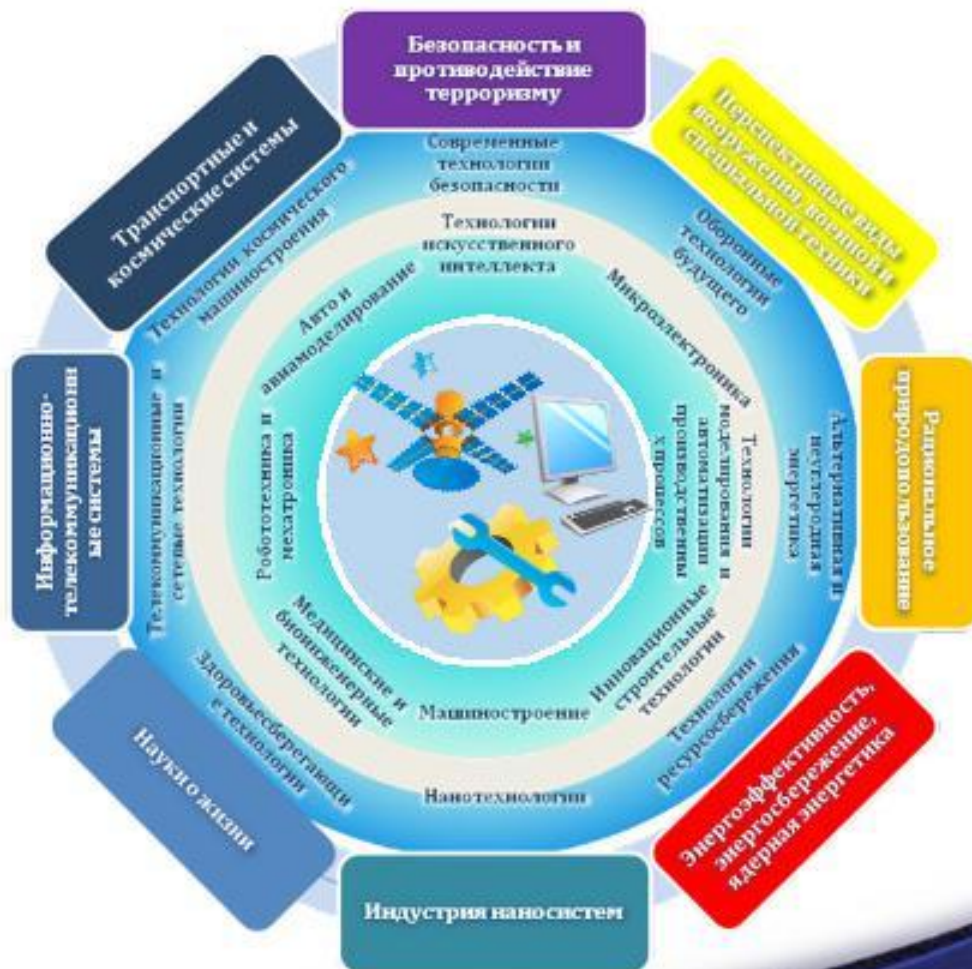 Безопасность и
противодействие
терроризму
Перспективные виды
вооружения, военной и
специальной техники
Рациональное
природопользование
Энергоэффективность,
энергосбережение,
ядерная энергетика
Индустрия наносистем
Науки о жизни
Информационно-
телекоммуникационн
ые системы
Транспортные и
космические системы
Современные
технологии
безопасности
Оборонные
технологии
будущего
Альтернативная и
неуглеродная
энергетика
Технологии
ресурсосбережения
Нанотехнологии
Здоровьесберегающи
е технологии
Телекоммуникационные и
сетевые технологии
Технологии космического
машиностроения
Технологии
искусственного
интеллекта
Микроэлектроника
Технологии
моделирования и
автоматизации
производственны
х процессов
Инновационные
строительные
технологии
Машиностроение
Медицинские и
биоинженерные
технологии
Робототехника и
мехатроника
Авто и
авиамоделирование